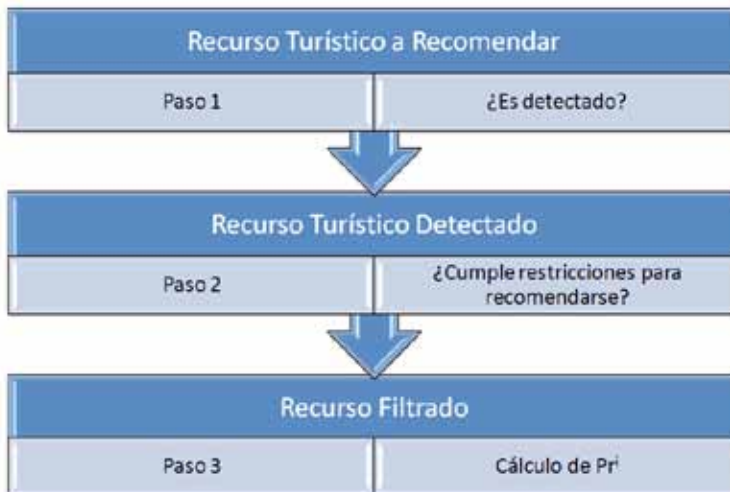 Recurso Turístico a Recomendar
Paso 1
¿Es detectado?
Recurso Turístico Detectado
Paso 2
¿Cumple restricciones para
recomendarse?
Recurso Filtrado
Paso 3
Cálculo de Prⁱ